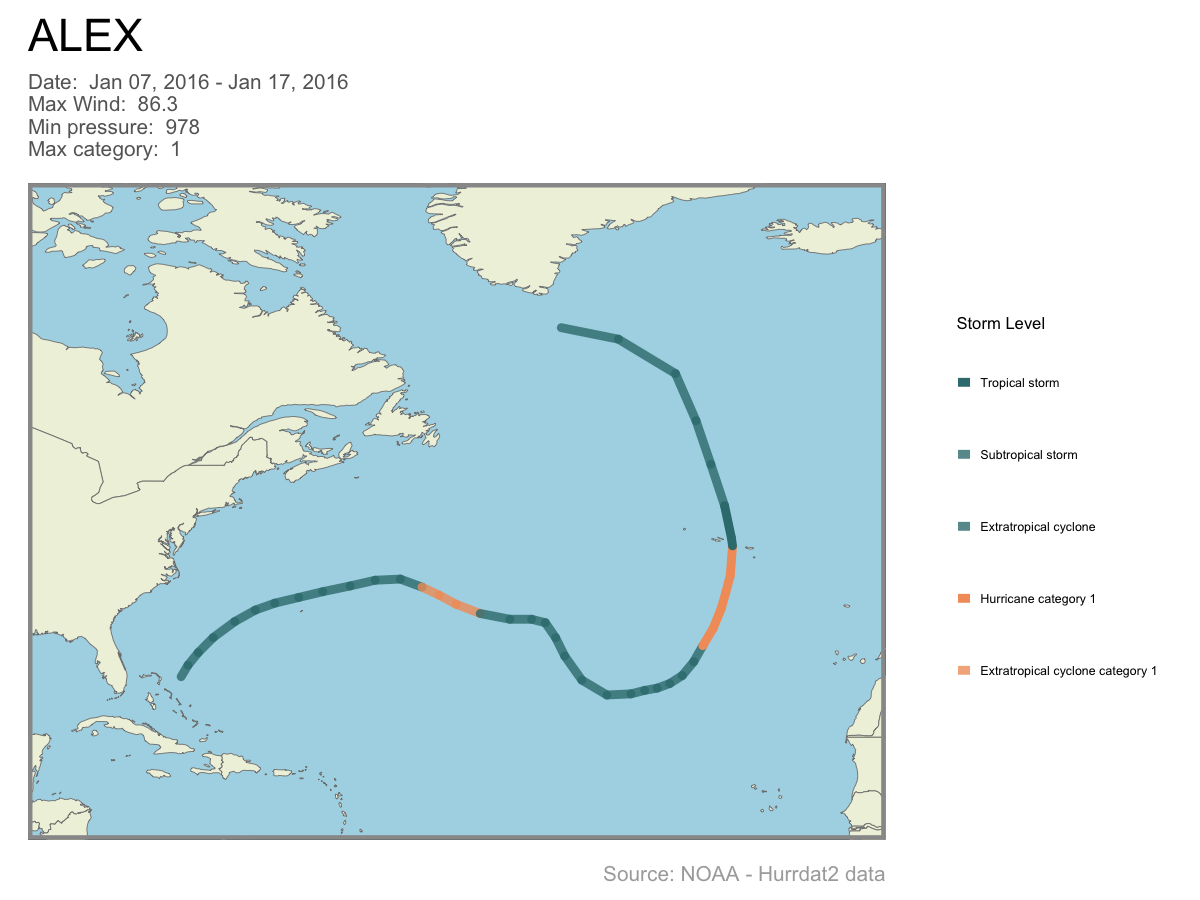 ALEX
Date:  Jan 07, 2016 - Jan 17, 2016
Max Wind:  86.3
Min pressure:  978
Max category:  1
Storm Level
Tropical storm
Subtropical storm
Extratropical cyclone
Hurricane category 1
Extratropical cyclone category 1
Source: NOAA - Hurrdat2 data